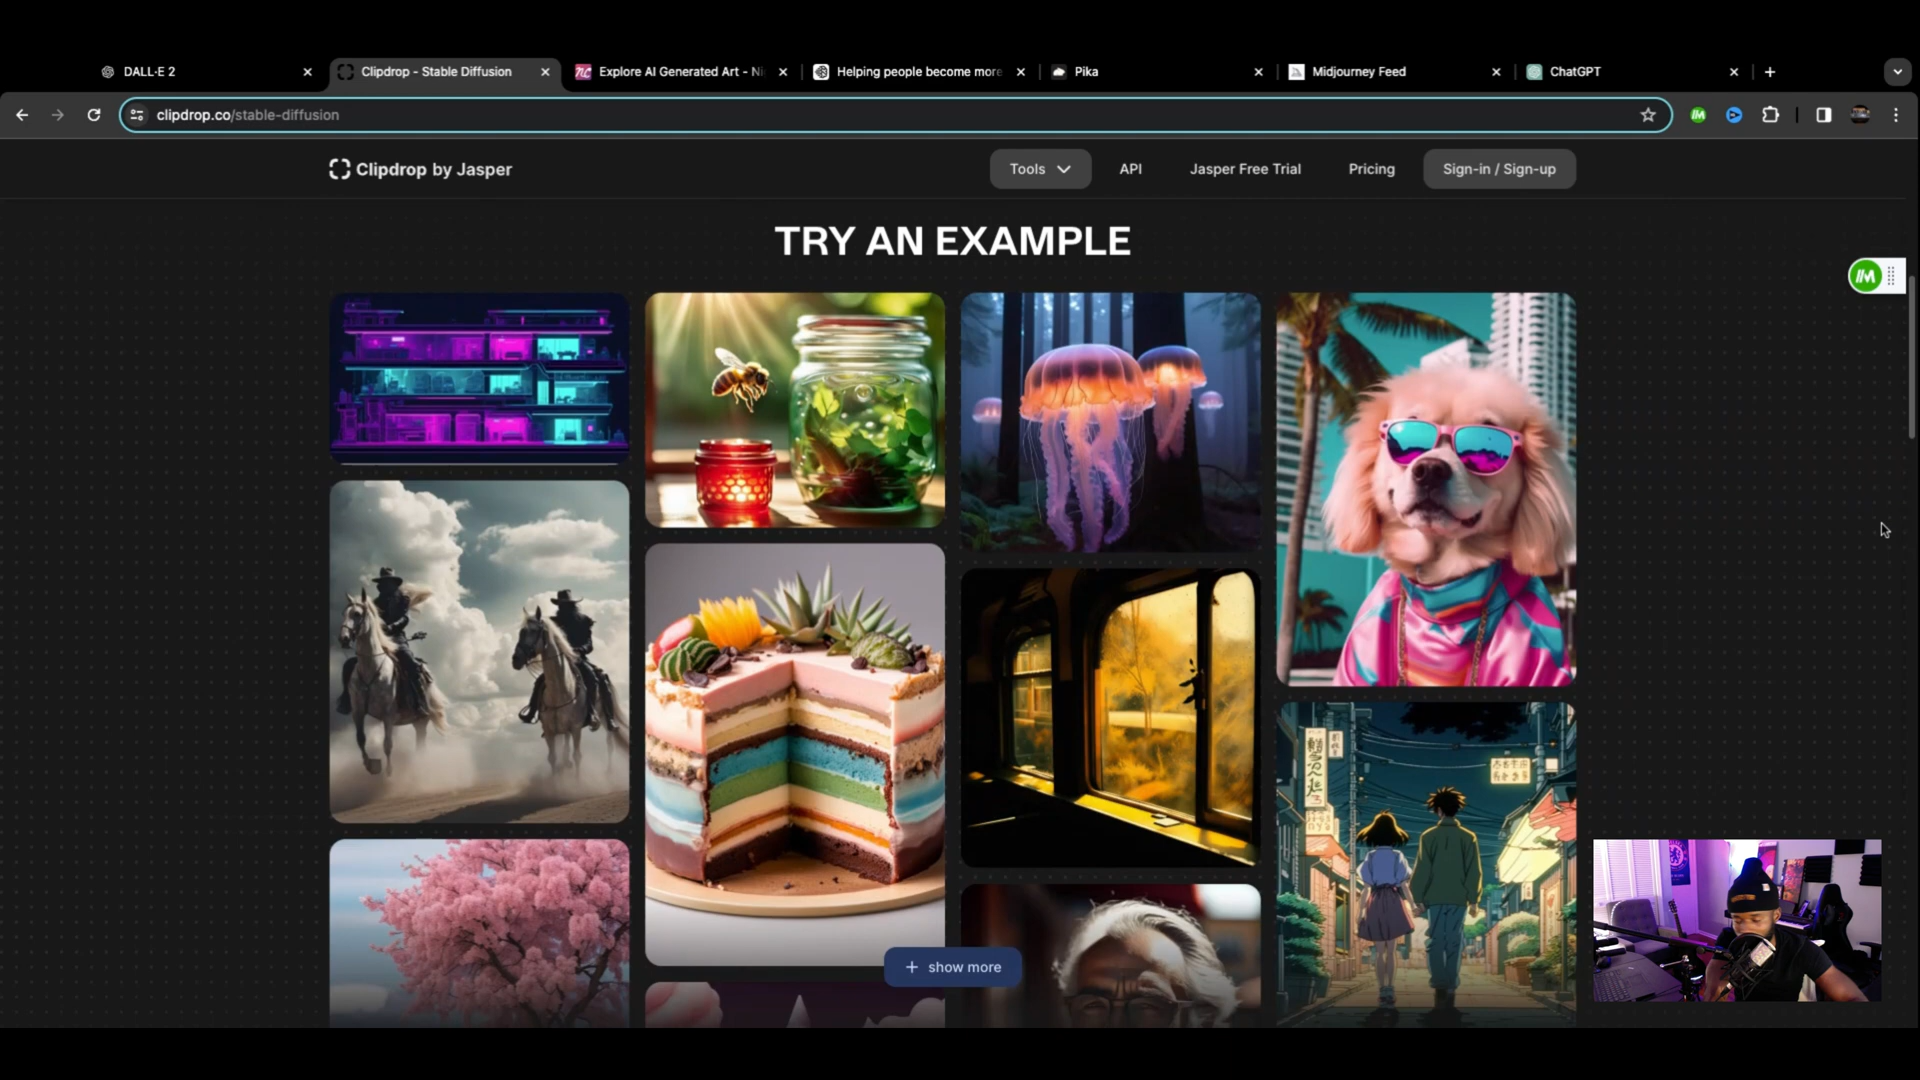 DALL·E 2
Clipdrop - Stable Diffusion
Explore AI Generated Art - Ni
Helping people become more
Pika
Midjourney Feed
ChatGPT
clipdrop.co/stable-diffusion
Clipdrop by Jasper
Tools
API
Jasper Free Trial
Pricing
Sign-in / Sign-up
TRY AN EXAMPLE
+ show more